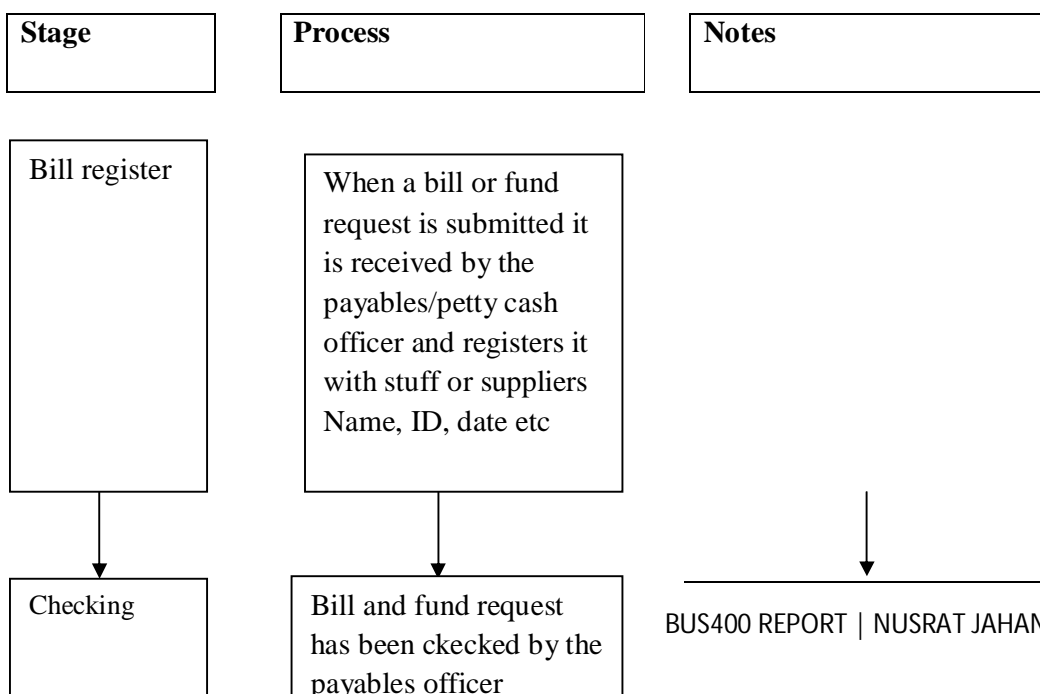 Stage
Process
Notes
Bill register
When a bill or fund
request is submitted it
is received by the
payables/petty cash
officer and registers it
with stuff or suppliers
Name, ID, date etc
Checking
Bill and fund request
has been ckecked by the
payables officer
BUS400 REPORT | NUSRAT JAHAN